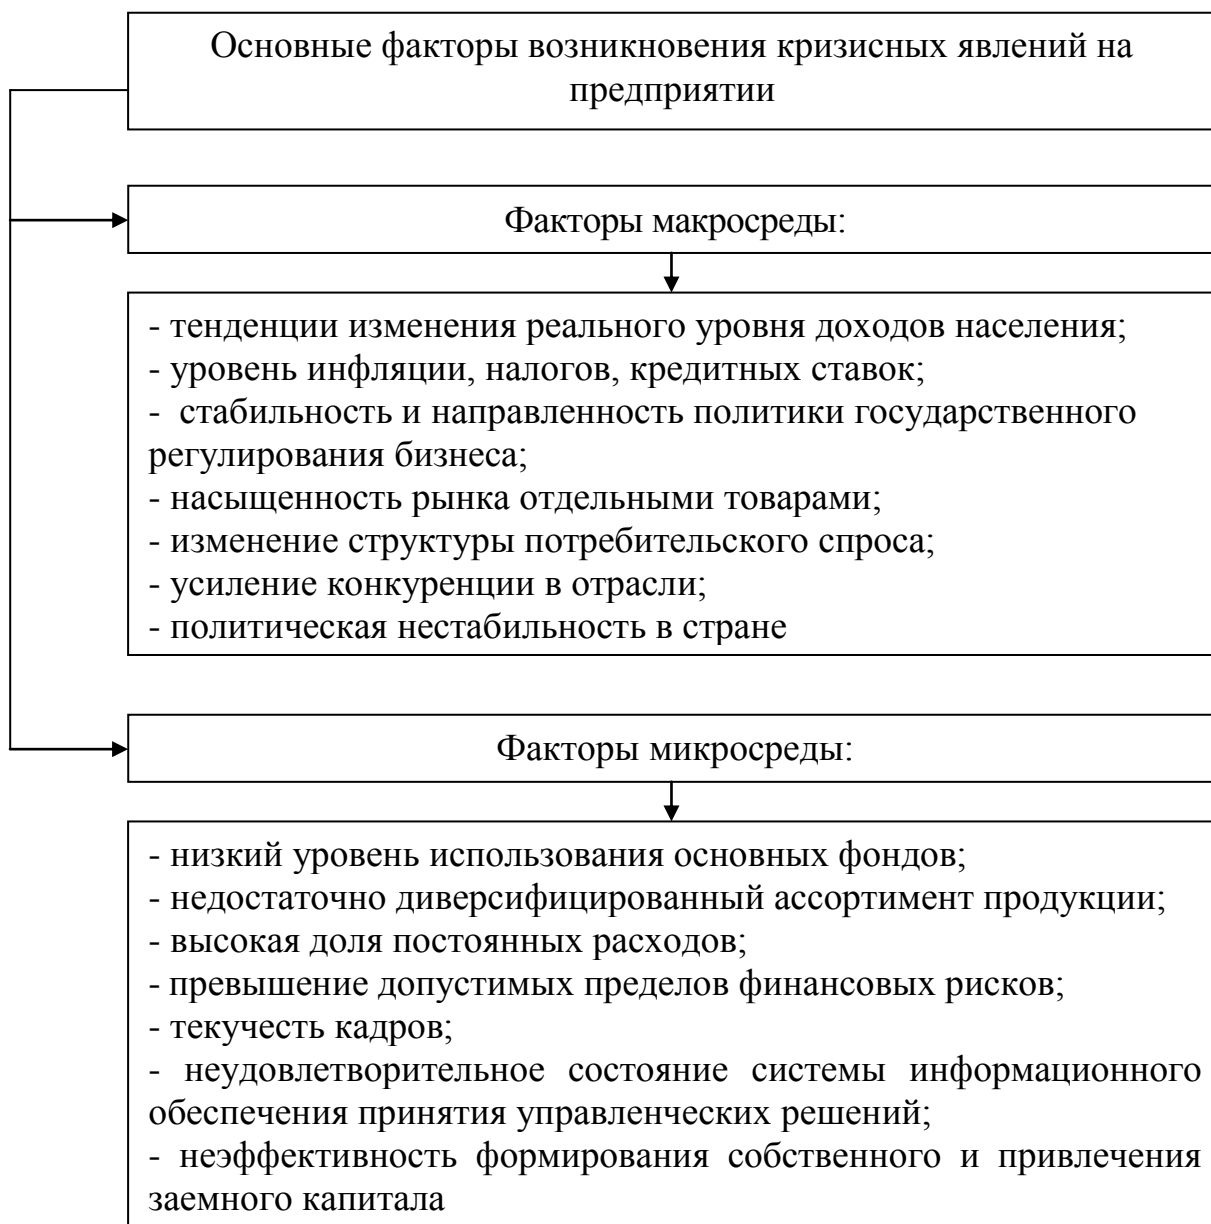 Основные факторы возникновения кризисных явлений на
предприятии
Факторы макросреды:
- тенденции изменения реального уровня доходов населения;
- уровень инфляции, налогов, кредитных ставок;
- стабильность и направленность политики государственного
регулирования бизнеса;
- насыщенность рынка отдельными товарами;
- изменение структуры потребительского спроса;
- усиление конкуренции в отрасли;
- политическая нестабильность в стране
Факторы микросреды:
- низкий уровень использования основных фондов;
- недостаточно диверсифицированный ассортимент продукции;
- высокая доля постоянных расходов;
- превышение допустимых пределов финансовых рисков;
- текучесть кадров;
- неудовлетворительное состояние системы информационного
обеспечения принятия управленческих решений;
- неэффективность формирования собственного и привлечения
заемного капитала